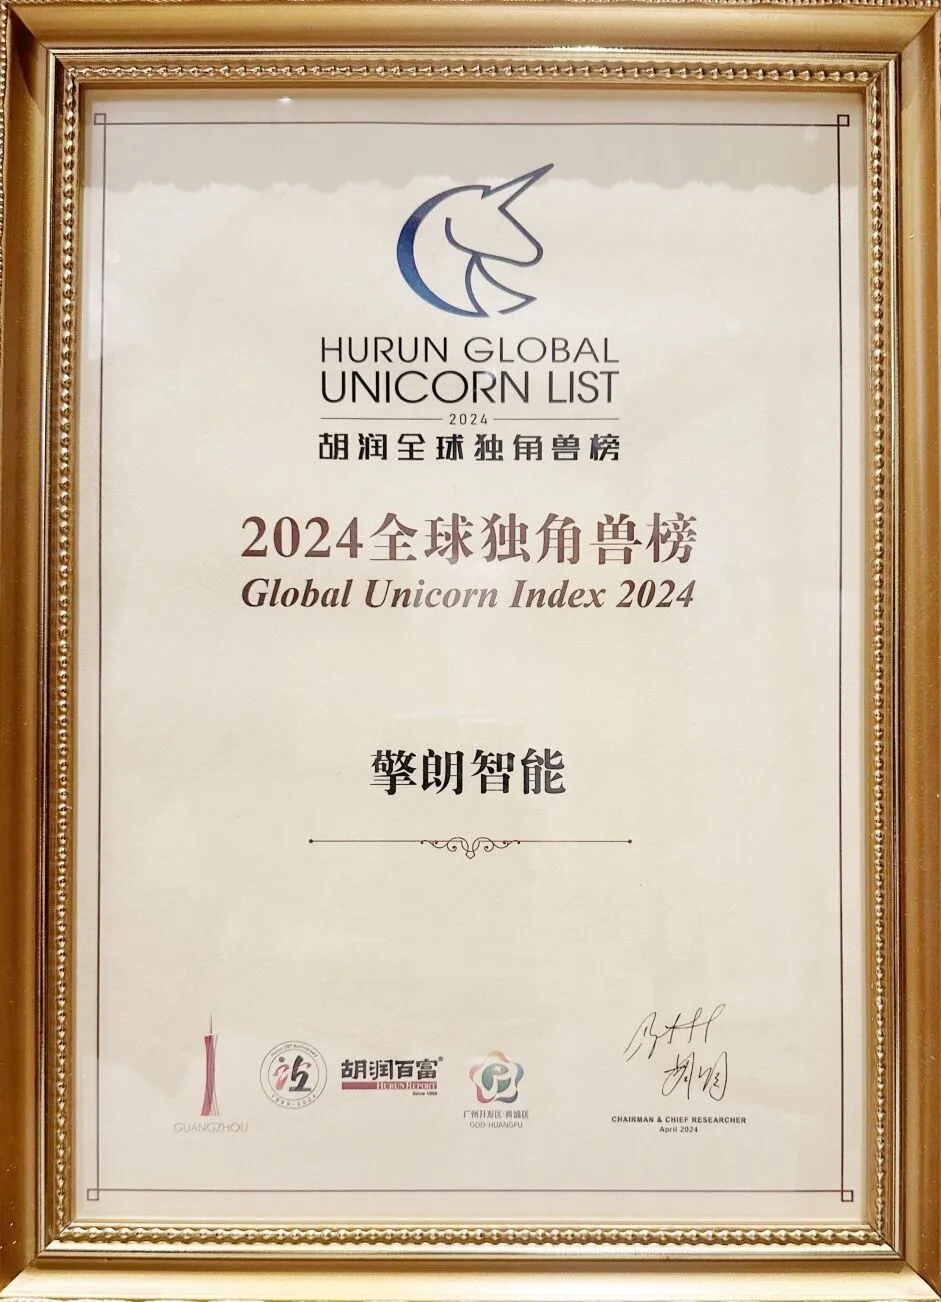 HURUN GLOBAL
UNICORN LIST
2024
胡润全球独角兽榜
2024全球独角兽榜
Global Unicorn Index 2024
擎朗智能
GUANGZHOU
1999-2024
胡润百富®
HURUN REPORT
Since 1999
广州开发区·黄埔区
GDD·HUANGPU
CHAIRMAN & CHIEF RESEARCHER
April 2024